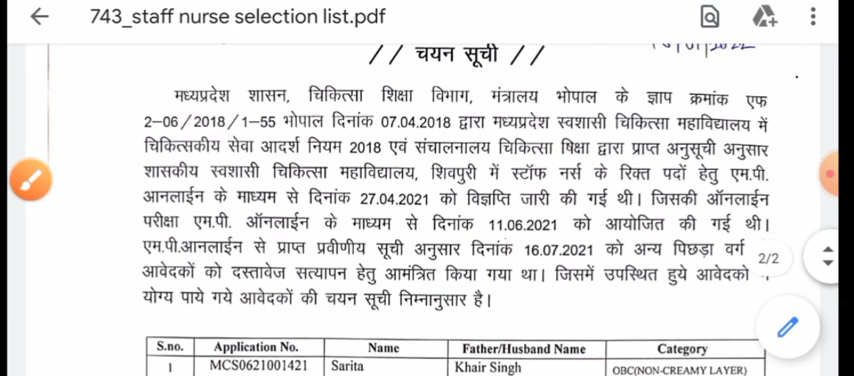 743_staff nurse selection list.pdf
// चयन सूची //
मध्यप्रदेश शासन, चिकित्सा शिक्षा विभाग, मंत्रालय भोपाल के ज्ञाप क्रमांक एफ
2–06/2018/1–55 भोपाल दिनांक 07.04.2018 द्वारा मध्यप्रदेश स्वशासी चिकित्सा महाविद्यालय में
चिकित्सकीय सेवा आदर्श नियम 2018 एवं संचालनालय चिकित्सा षिक्षा द्वारा प्राप्त अनुसूची अनुसार
शासकीय स्वशासी चिकित्सा महाविद्यालय, शिवपुरी में स्टॉफ नर्स के रिक्त पदों हेतु एम.पी.
आनलाईन के माध्यम से दिनांक 27.04.2021 को विज्ञप्ति जारी की गई थी। जिसकी ऑनलाईन
परीक्षा एम.पी. ऑनलाईन के माध्यम से दिनांक 11.06.2021 को आयोजित की गई थी।
एम.पी.आनलाईन से प्राप्त प्रवीणीय सूची अनुसार दिनांक 16.07.2021 को अन्य पिछड़ा वर्ग
2/2
आवेदकों को दस्तावेज सत्यापन हेतु आमंत्रित किया गया था। जिसमें उपस्थित हुये आवेदको
योग्य पाये गये आवेदकों की चयन सूची निम्नानुसार है।
S.no. Application No. Name Father/Husband Name Category
1 MCS0621001421 Sarita Khair Singh OBC(NON-CREAMY LAYER)